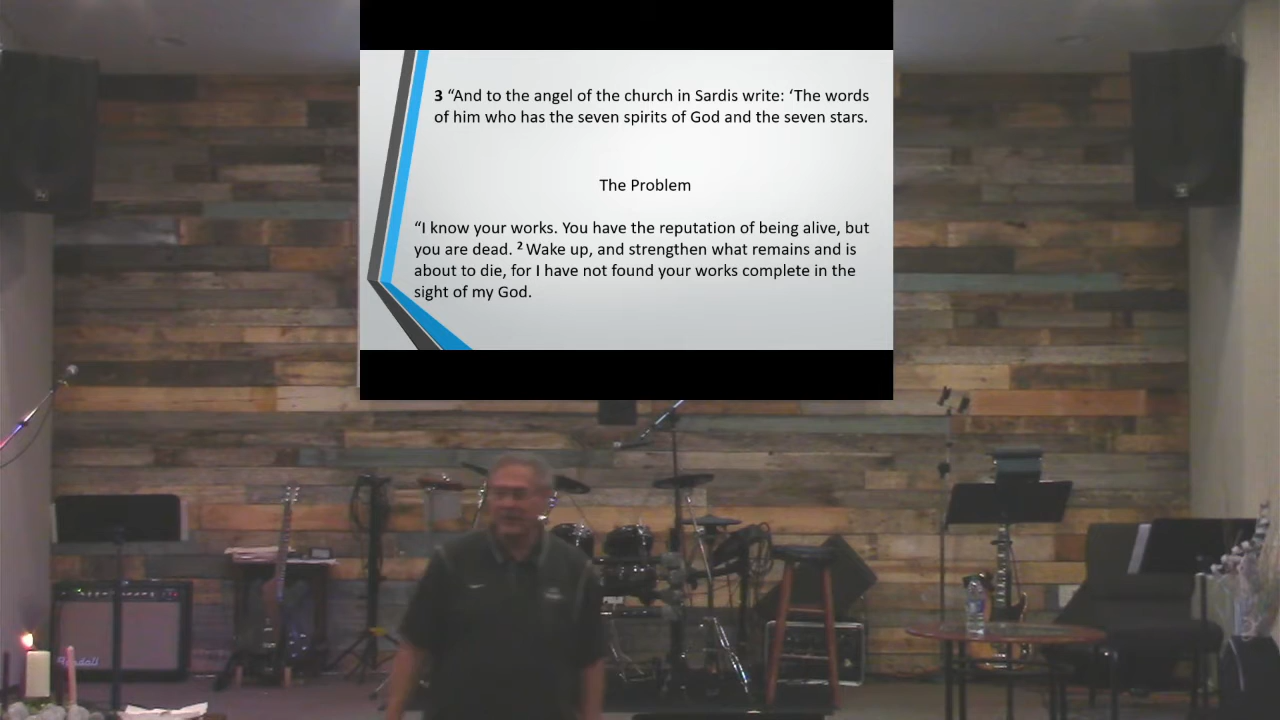 3 “And to the angel of the church in Sardis write: ‘The words
of him who has the seven spirits of God and the seven stars.
The Problem
“I know your works. You have the reputation of being alive, but
you are dead. 2 Wake up, and strengthen what remains and is
about to die, for I have not found your works complete in the
sight of my God.
Randall